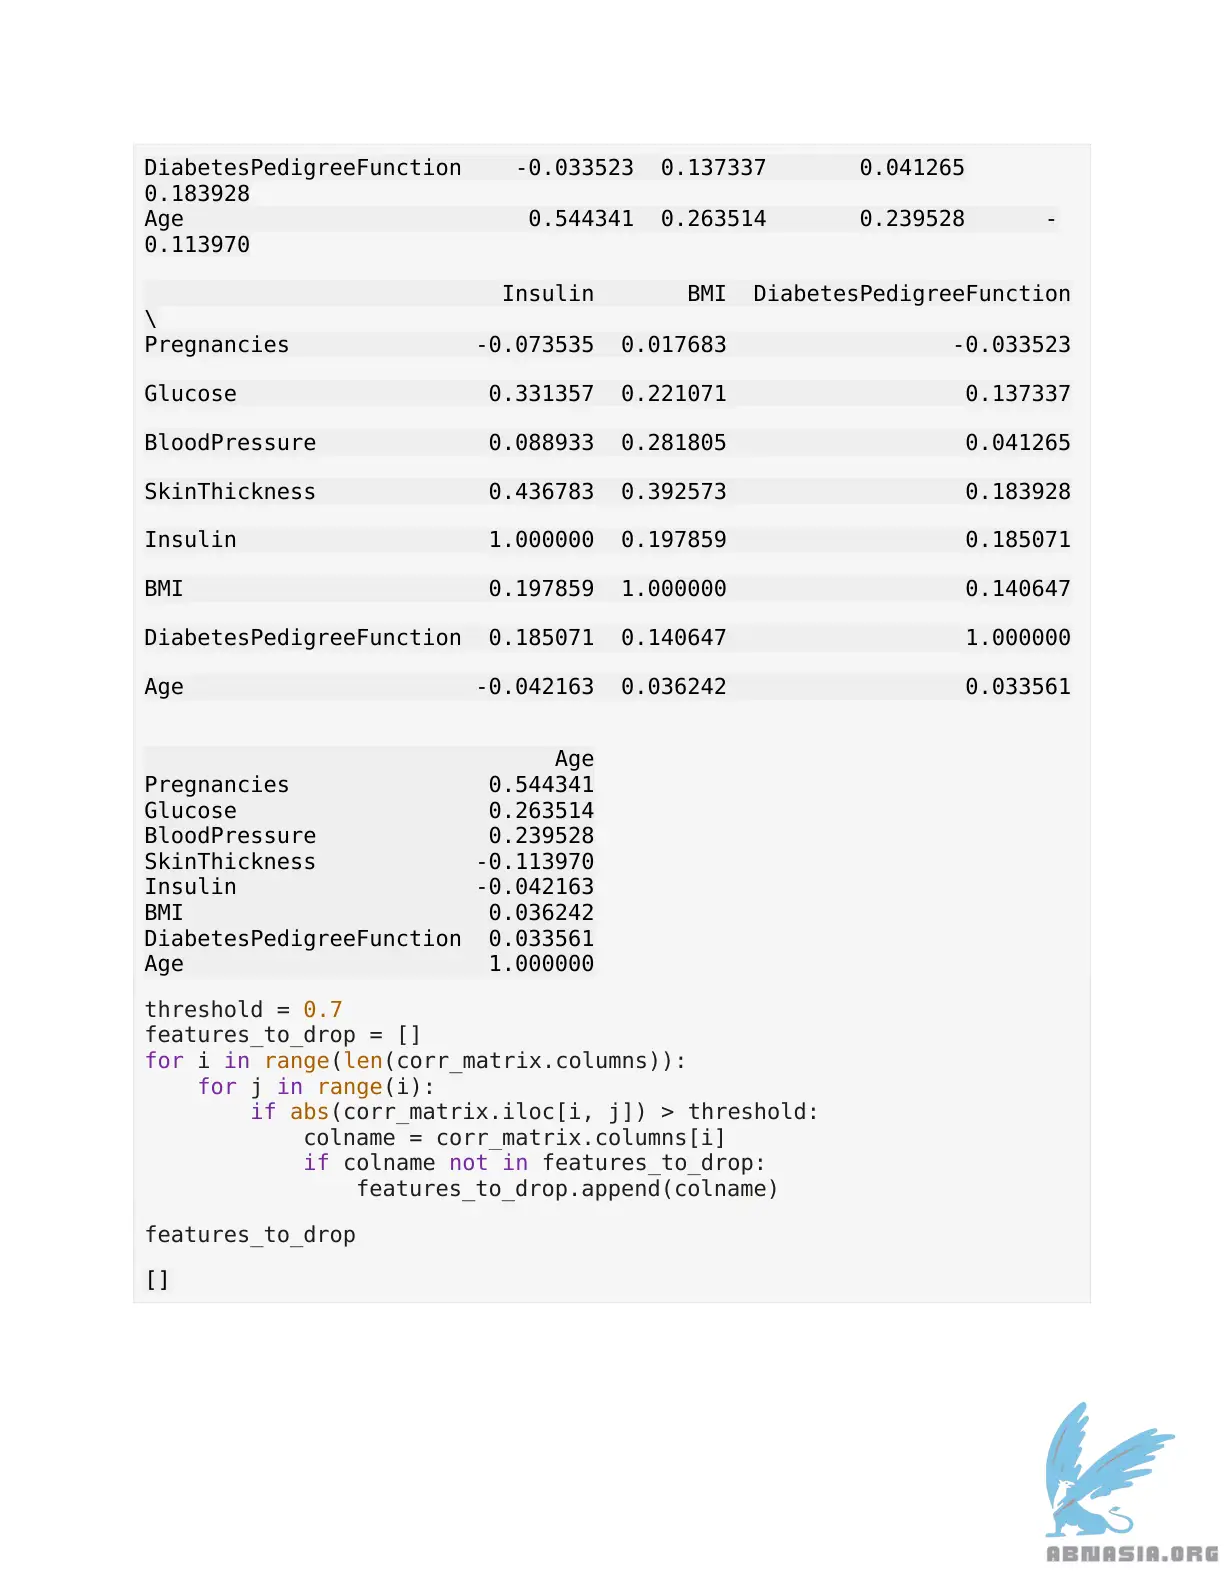 DiabetesPedigreeFunction    -0.033523  0.137337       0.041265
0.183928
Age                          0.544341  0.263514       0.239528      -
0.113970
                           Insulin       BMI  DiabetesPedigreeFunction
\
Pregnancies              -0.073535  0.017683                 -0.033523
Glucose                   0.331357  0.221071                  0.137337
BloodPressure             0.088933  0.281805                  0.041265
SkinThickness             0.436783  0.392573                  0.183928
Insulin                   1.000000  0.197859                  0.185071
BMI                       0.197859  1.000000                  0.140647
DiabetesPedigreeFunction  0.185071  0.140647                  1.000000
Age                      -0.042163  0.036242                  0.033561
                               Age
Pregnancies               0.544341
Glucose                   0.263514
BloodPressure             0.239528
SkinThickness            -0.113970
Insulin                  -0.042163
BMI                       0.036242
DiabetesPedigreeFunction  0.033561
Age                       1.000000
threshold = 0.7
features_to_drop = []
for i in range(len(corr_matrix.columns)):
    for j in range(i):
        if abs(corr_matrix.iloc[i, j]) > threshold:
            colname = corr_matrix.columns[i]
            if colname not in features_to_drop:
                features_to_drop.append(colname)
features_to_drop
[]
ABNASIA.ORG